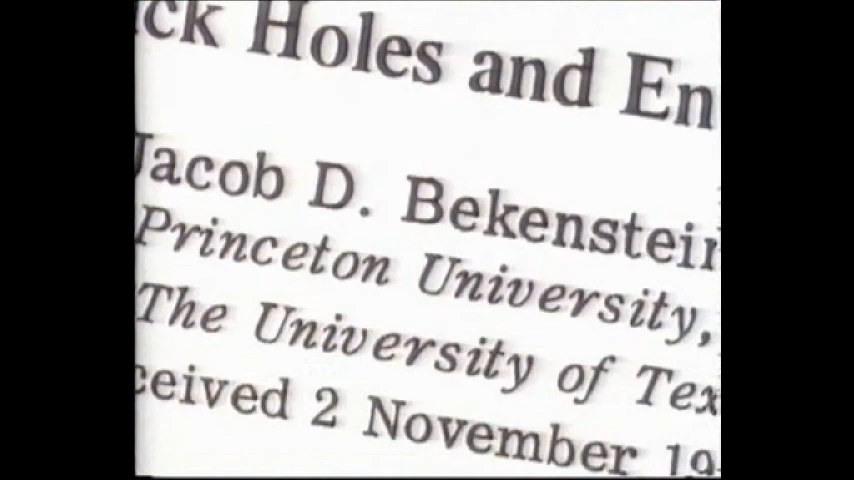 ck Holes and En
Jacob D. Bekenstein
Princeton University,
The University of Tex
ceived 2 November 19